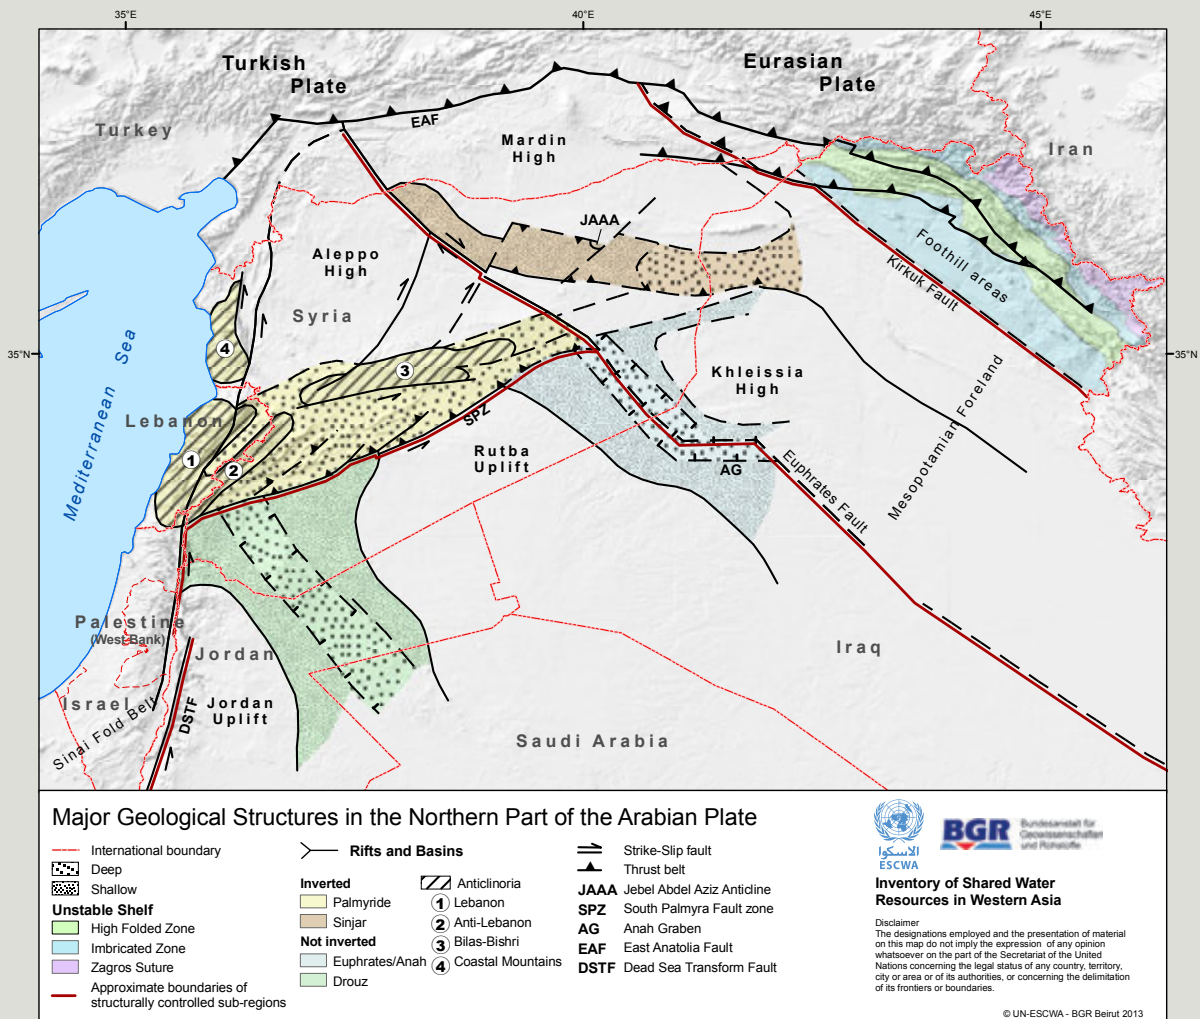 35°E
40°E
45°E
Turkish
Plate
Eurasian
Plate
Turkey
EAF
Mardin
High
Iran
JAAA
Aleppo
High
Foothill areas
Kirkuk Fault
Syria
4
35°N
35°N
3
Khleissia
High
Mediterranean Sea
Lebanon
SPZ
Mesopotamian Foreland
1
2
Rutba
Uplift
AG
Euphrates Fault
Palestine
(West Bank)
Jordan
Iraq
Israel
Jordan
Uplift
DSTF
Sinai Fold Belt
Saudi Arabia
Major Geological Structures in the Northern Part of the Arabian Plate
International boundary
Deep
Shallow
Unstable Shelf
High Folded Zone
Imbricated Zone
Zagros Suture
Approximate boundaries of
structurally controlled sub-regions
Rifts and Basins
Inverted
Palmyride
Sinjar
Not inverted
Euphrates/Anah
Drouz
Anticlinoria
1 Lebanon
2 Anti-Lebanon
3 Bilas-Bishri
4 Coastal Mountains
Strike-Slip fault
Thrust belt
JAAA Jebel Abdel Aziz Anticline
SPZ South Palmyra Fault zone
AG Anah Graben
EAF East Anatolia Fault
DSTF Dead Sea Transform Fault
الاسكوا
ESCWA
BGR
Bundesanstalt für
Geowissenschaften
und Rohstoffe
Inventory of Shared Water
Resources in Western Asia
Disclaimer
The designations employed and the presentation of material
on this map do not imply the expression of any opinion
whatsoever on the part of the Secretariat of the United
Nations concerning the legal status of any country, territory,
city or area or of its authorities, or concerning the delimitation
of its frontiers or boundaries.
© UN-ESCWA - BGR Beirut 2013